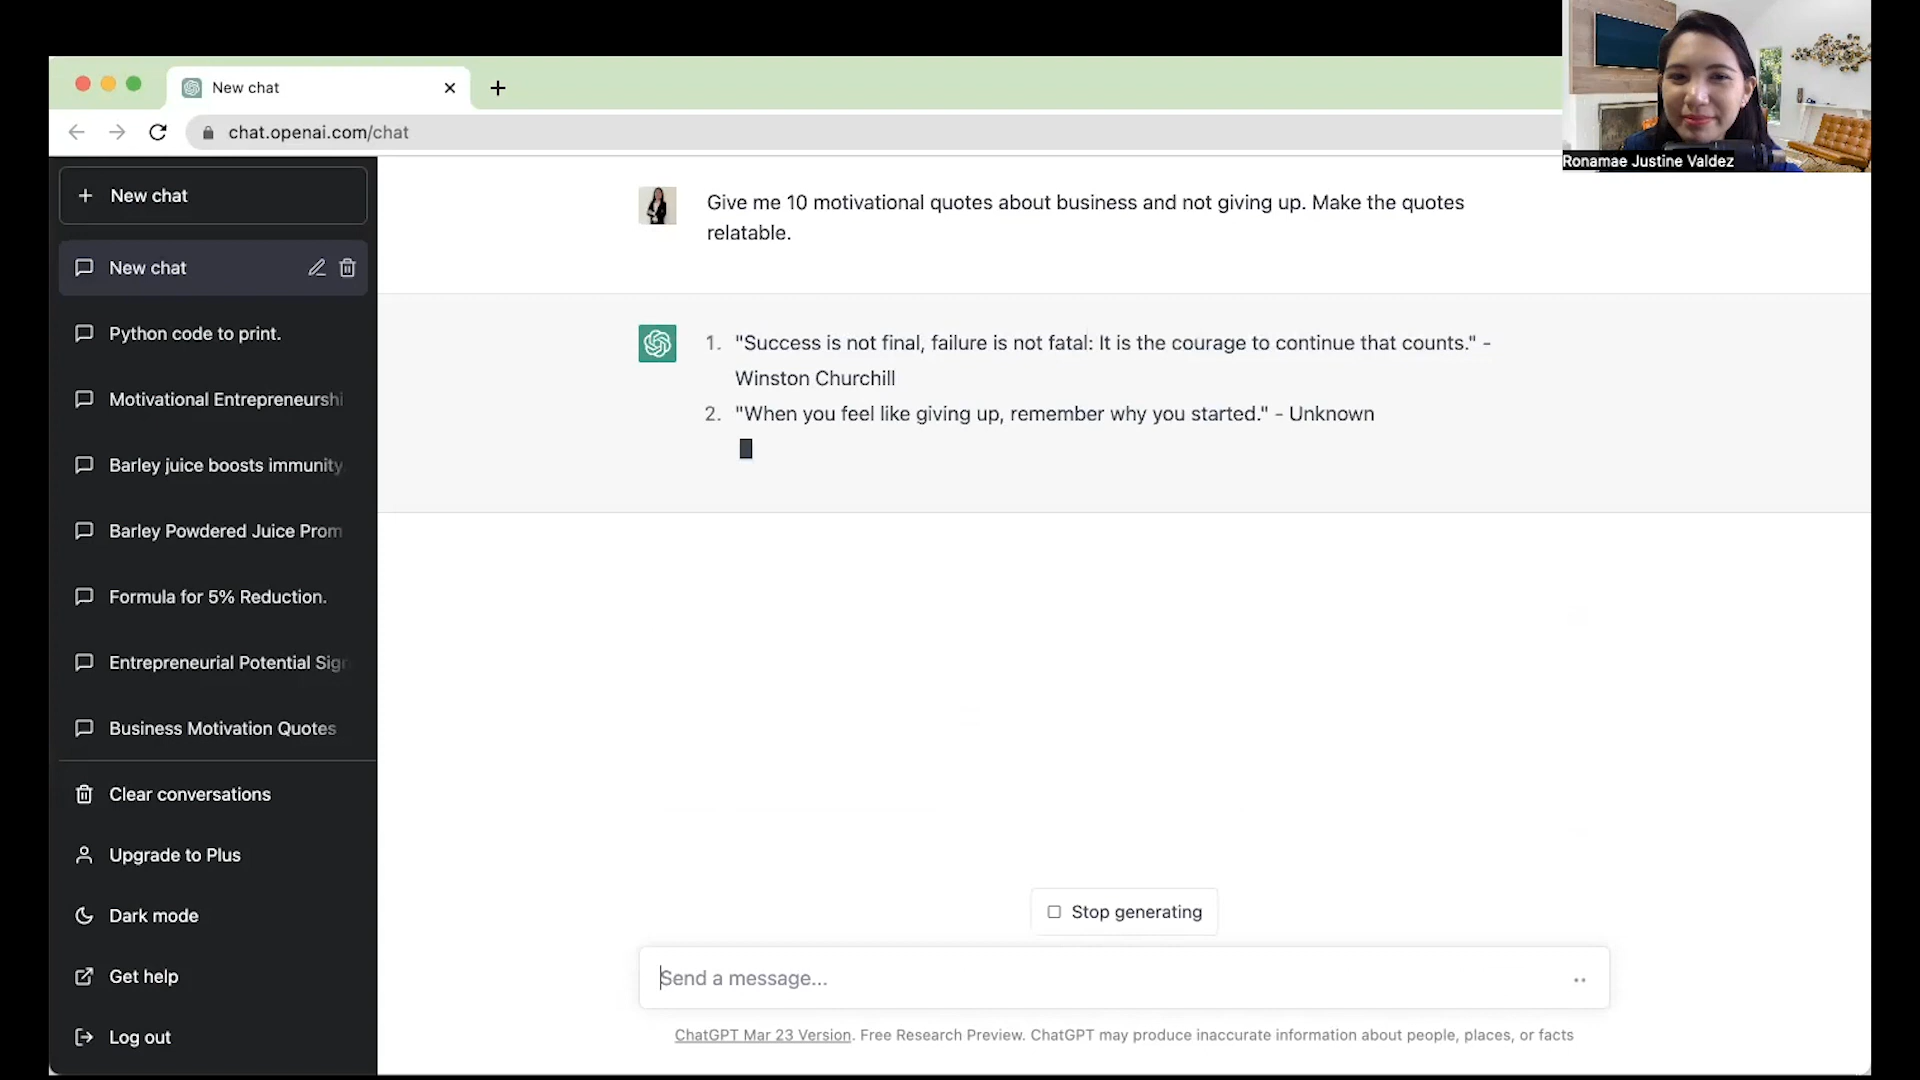 New chat
chat.openai.com/chat
Ronamae Justine Valdez
New chat
New chat
Python code to print.
Motivational Entrepreneurshi
Barley juice boosts immunity
Barley Powdered Juice Prom
Formula for 5% Reduction.
Entrepreneurial Potential Sign
Business Motivation Quotes
Clear conversations
Upgrade to Plus
Dark mode
Get help
Log out
Give me 10 motivational quotes about business and not giving up. Make the quotes
relatable.
1. "Success is not final, failure is not fatal: It is the courage to continue that counts." -
Winston Churchill
2. "When you feel like giving up, remember why you started." - Unknown
Stop generating
Send a message...
ChatGPT Mar 23 Version. Free Research Preview. ChatGPT may produce inaccurate information about people, places, or facts